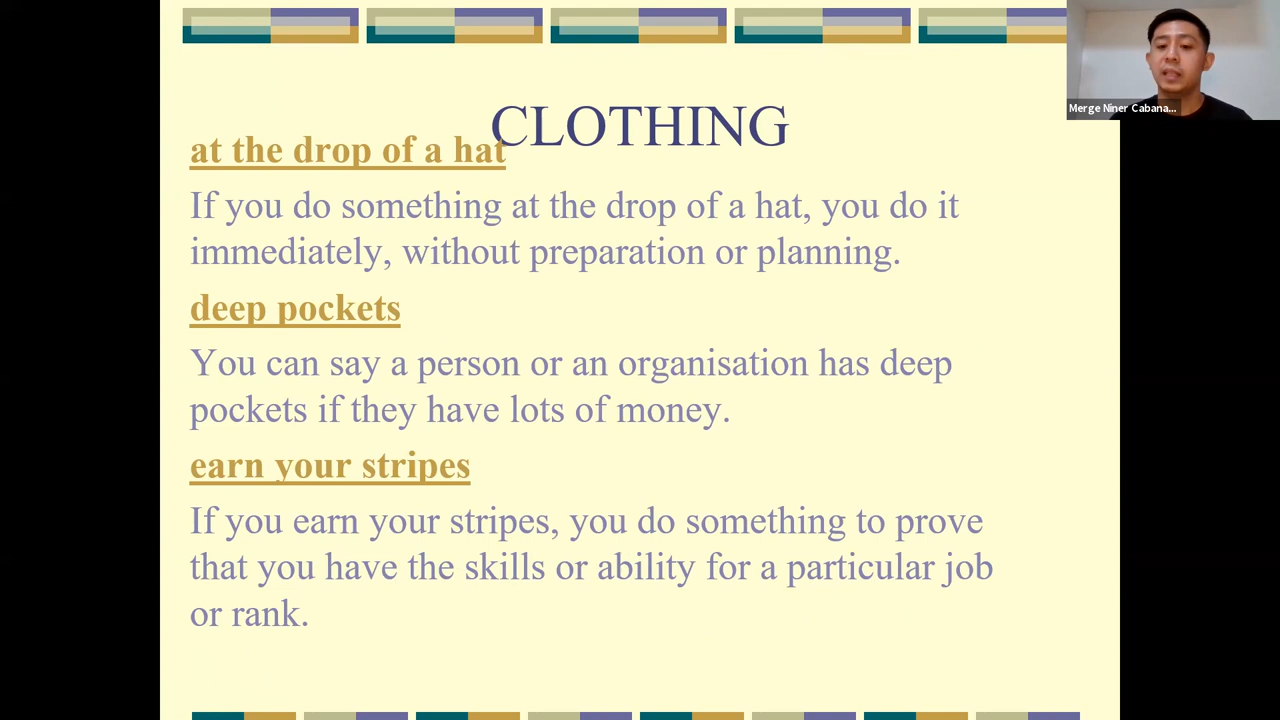 CLOTHING
at the drop of a hat
If you do something at the drop of a hat, you do it
immediately, without preparation or planning.
deep pockets
You can say a person or an organisation has deep
pockets if they have lots of money.
earn your stripes
If you earn your stripes, you do something to prove
that you have the skills or ability for a particular job
or rank.
Merge Niner Cabana...